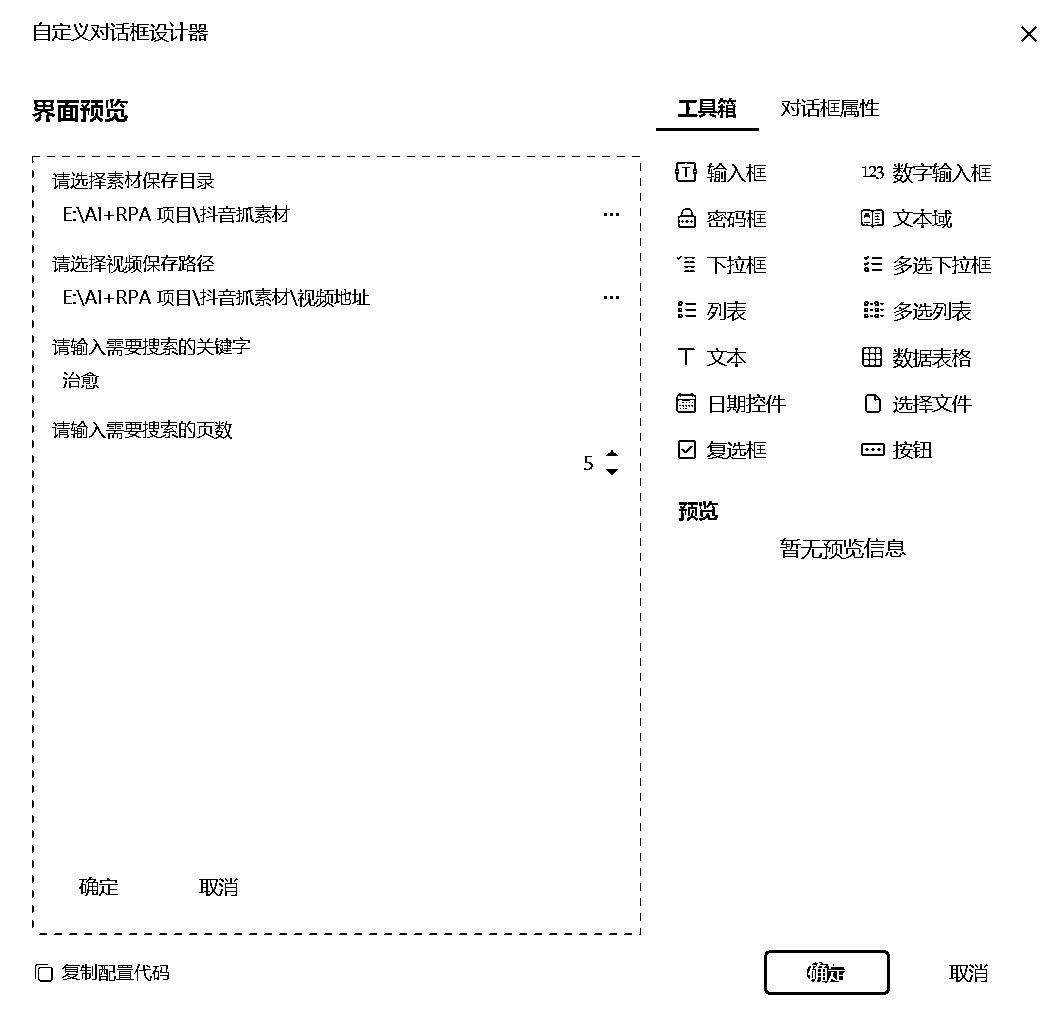 自定义对话框设计器
界面预览
请选择素材保存目录
E:\AI+RPA 项目\抖音抓素材
...
请选择视频保存路径
E:\AI+RPA 项目\抖音抓素材\视频地址
...
请输入需要搜索的关键字
治愈
请输入需要搜索的页数
5
确定 取消
复制配置代码
工具箱 对话框属性
输入框 123 数字输入框
密码框 文本域
下拉框 多选下拉框
列表 多选列表
文本 数据表格
日期控件 选择文件
复选框 按钮
预览
暂无预览信息
确定 取消